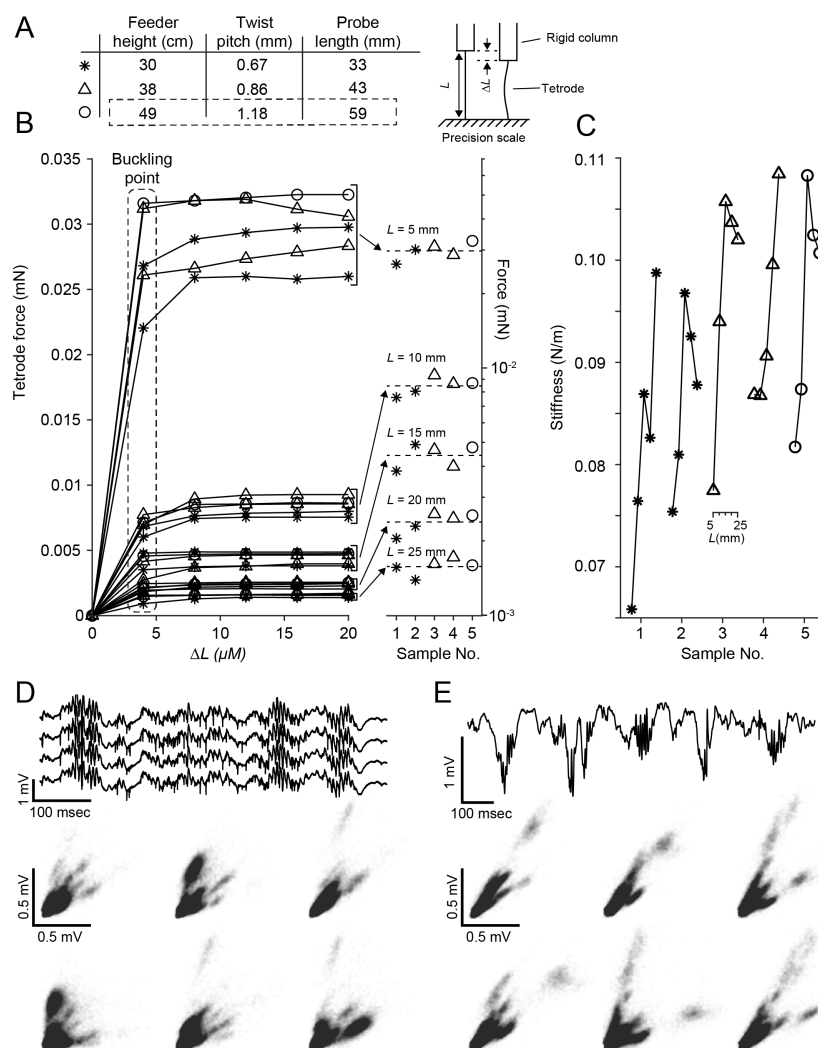 A
Feeder height (cm) Twist pitch (mm) Probe length (mm)
30 0.67 33
38 0.86 43
49 1.18 59
Rigid column
L
ΔL
Tetrode
Precision scale
B
Tetrode force (mN)
0.035
0.03
0.025
0.02
0.015
0.01
0.005
0
Buckling
point
0 5 10 15 20
ΔL (µM)
L = 5 mm
L = 10 mm
L = 15 mm
L = 20 mm
L = 25 mm
Force (mN)
10-2
10-3
1 2 3 4 5
Sample No.
C
Stiffness (N/m)
0.11
0.10
0.09
0.08
0.07
5 25
L(mm)
1 2 3 4 5
Sample No.
D
1 mV
100 msec
0.5 mV
0.5 mV
E
1 mV
100 msec
0.5 mV
0.5 mV